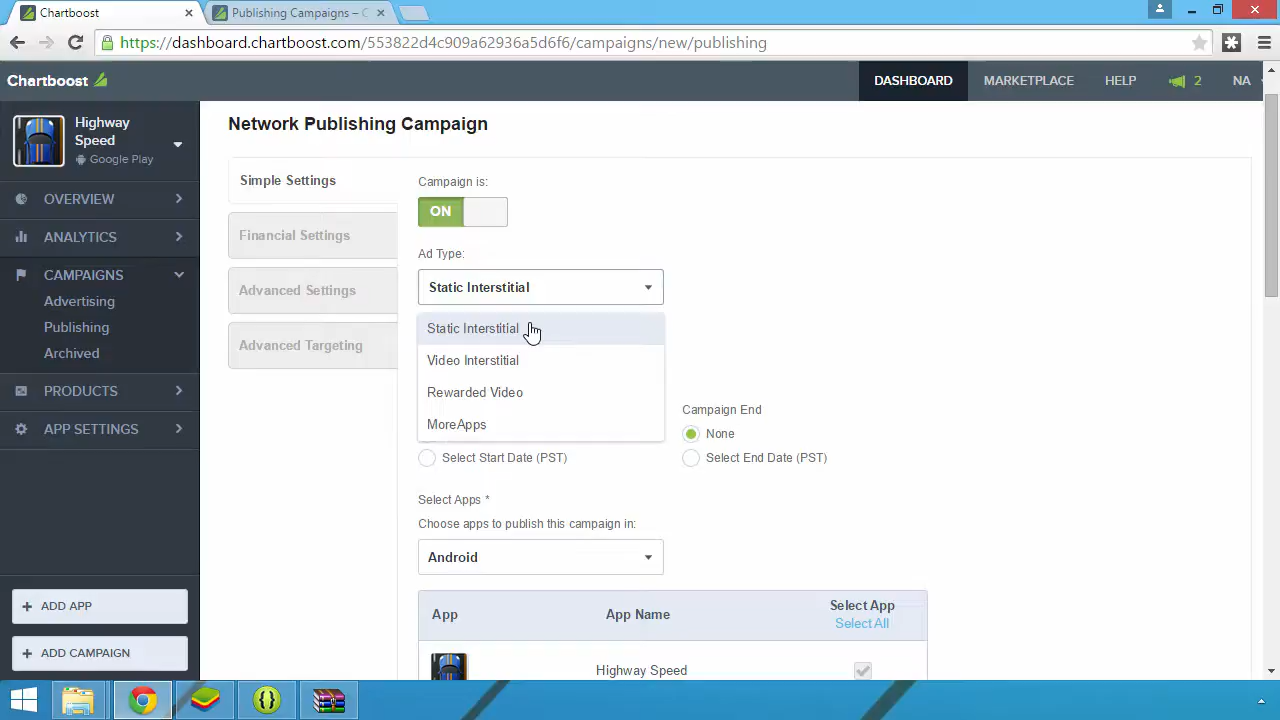 Chartboost
Publishing Campaigns – C
https://dashboard.chartboost.com/553822d4c909a62936a5d6f6/campaigns/new/publishing
Chartboost
DASHBOARD
MARKETPLACE
HELP
2
NA
Highway
Speed
Google Play
OVERVIEW
ANALYTICS
CAMPAIGNS
Advertising
Publishing
Archived
PRODUCTS
APP SETTINGS
+ ADD APP
+ ADD CAMPAIGN
Network Publishing Campaign
Simple Settings
Financial Settings
Advanced Settings
Advanced Targeting
Campaign is:
ON
Ad Type:
Static Interstitial
Static Interstitial
Video Interstitial
Rewarded Video
MoreApps
Select Start Date (PST)
Campaign End
None
Select End Date (PST)
Select Apps *
Choose apps to publish this campaign in:
Android
App
App Name
Select App
Select All
Highway Speed